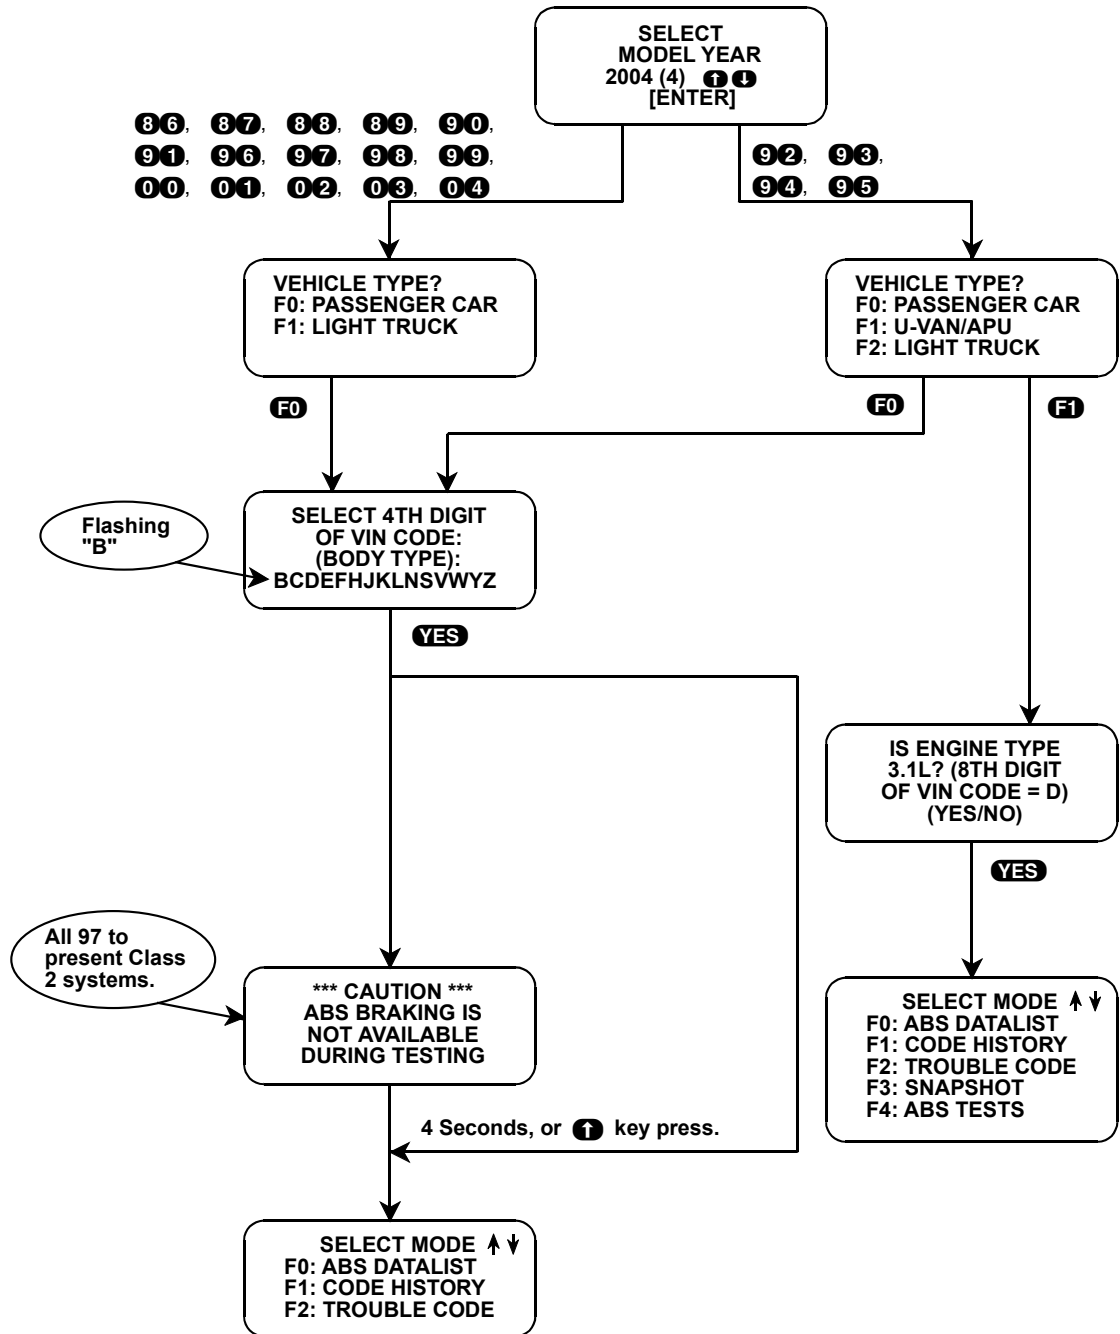 SELECT
MODEL YEAR
2004 (4) ⬆⬇
[ENTER]
86, 87, 88, 89, 90,
91, 96, 97, 98, 99,
00, 01, 02, 03, 04
92, 93,
94, 95
VEHICLE TYPE?
F0: PASSENGER CAR
F1: LIGHT TRUCK
VEHICLE TYPE?
F0: PASSENGER CAR
F1: U-VAN/APU
F2: LIGHT TRUCK
F0
F0
F1
Flashing
"B"
SELECT 4TH DIGIT
OF VIN CODE:
(BODY TYPE):
BCDEFHJKLNSVWYZ
YES
IS ENGINE TYPE
3.1L? (8TH DIGIT
OF VIN CODE = D)
(YES/NO)
YES
All 97 to
present Class
2 systems.
*** CAUTION ***
ABS BRAKING IS
NOT AVAILABLE
DURING TESTING
SELECT MODE ↑↓
F0: ABS DATALIST
F1: CODE HISTORY
F2: TROUBLE CODE
F3: SNAPSHOT
F4: ABS TESTS
4 Seconds, or ⬆ key press.
SELECT MODE ↑↓
F0: ABS DATALIST
F1: CODE HISTORY
F2: TROUBLE CODE